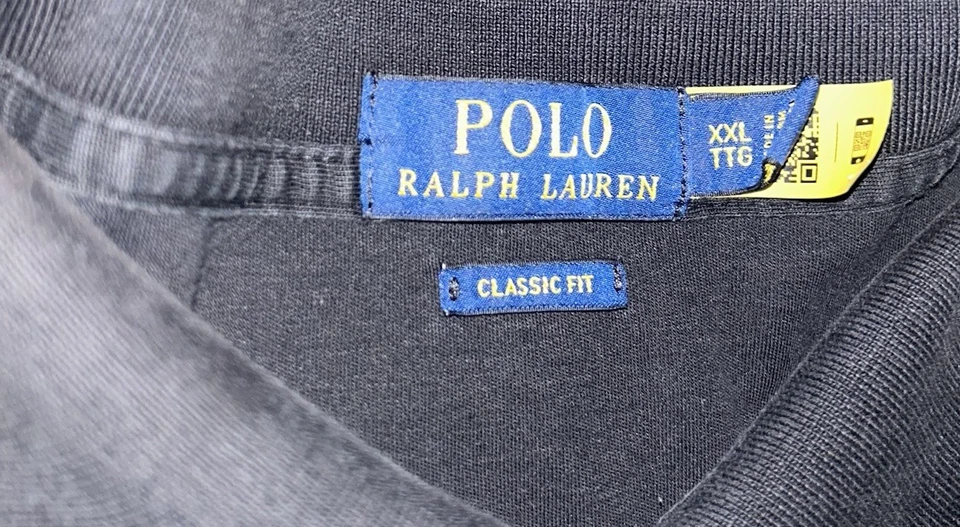 POLO
RALPH LAUREN
XXL
TTG
CLASSIC FIT